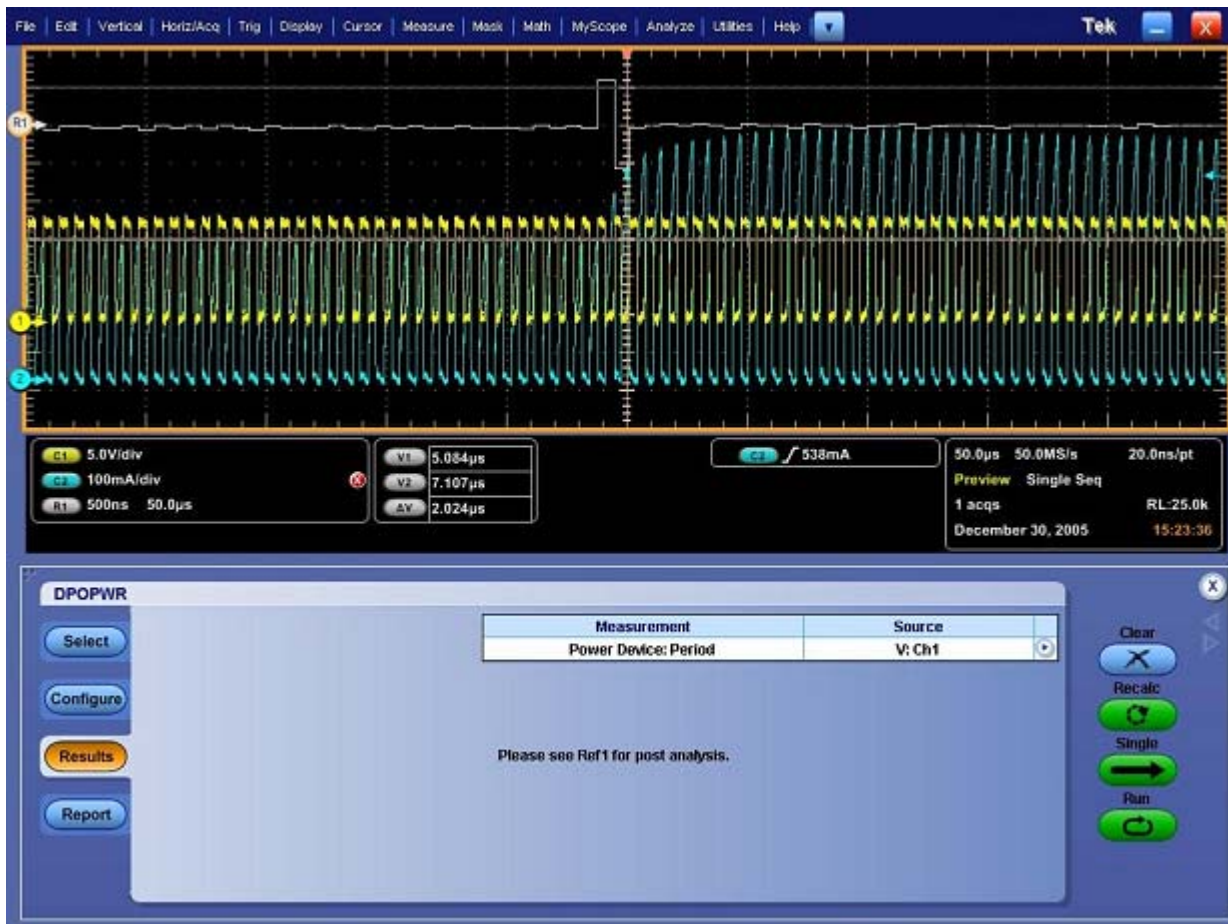 File | Edit | Vertical | Horiz/Acq | Trig | Display | Cursor | Measure | Mask | Math | MyScope | Analyze | Utilities | Help
Tek
R1
1
2
C1 5.0V/div
C2 100mA/div
R1 500ns 50.0µs
V1 5.084µs
V2 7.107µs
ΔV 2.024µs
C2 538mA
50.0µs 50.0MS/s 20.0ns/pt
Preview Single Seq
1 acqs RL:25.0k
December 30, 2005 15:23:36
DPOPWR
Select
Configure
Results
Report
Measurement Source
Power Device: Period V: Ch1
Please see Ref1 for post analysis.
Clear
Recalc
Single
Run